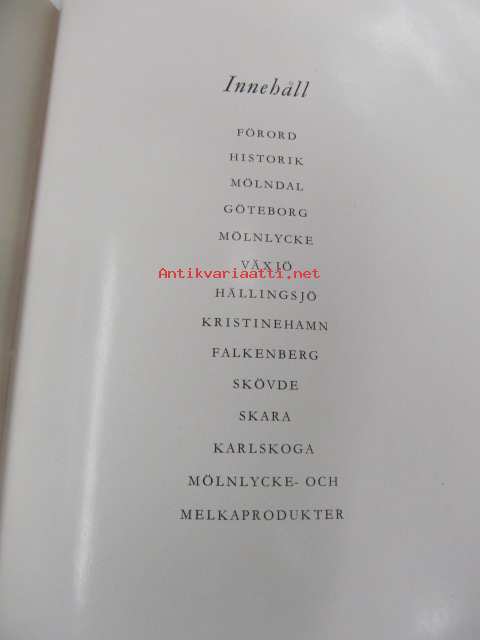 Innehåll
FÖRORD
HISTORIK
MÖLNDAL
GÖTEBORG
MÖLNLYCKE
VÄXJÖ
Antikvariaatti.net
HÄLLINGSJÖ
KRISTINEHAMN
FALKENBERG
SKÖVDE
SKARA
KARLSKOGA
MÖLNLYCKE- OCH
MELKAPRODUKTER